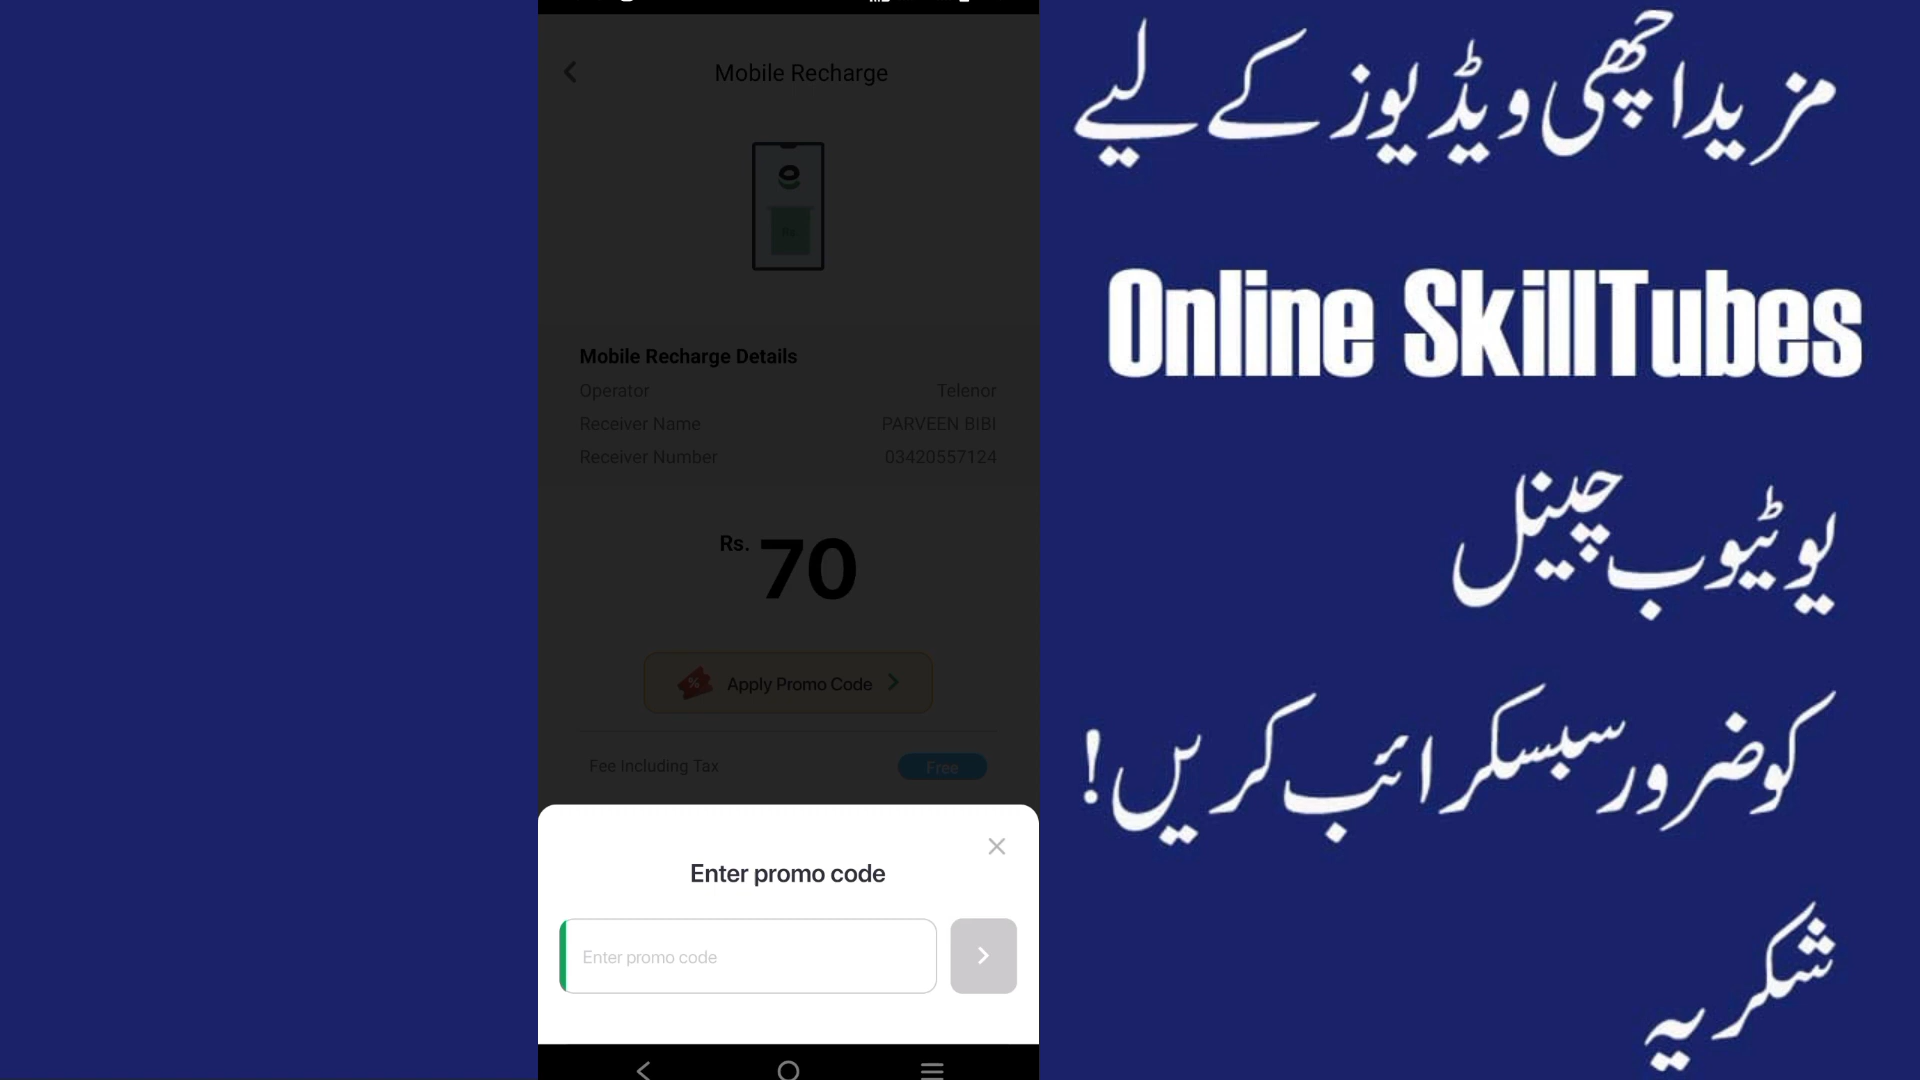 Mobile Recharge
Rs.
Mobile Recharge Details
Operator Telenor
Receiver Name PARVEEN BIBI
Receiver Number 03420557124
Rs. 70
% Apply Promo Code
Fee Including Tax Free
Enter promo code
Enter promo code
مزید اچھی ویڈیوز کے لیے
Online SkillTubes
یوٹیوب چینل
کو ضرور سبسکرائب کریں!
شکریہ